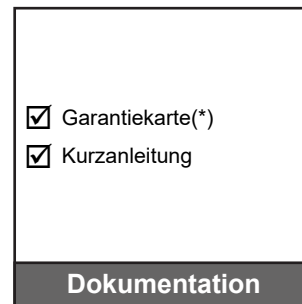 ☑ Garantiekarte(*)
☑ Kurzanleitung
Dokumentation